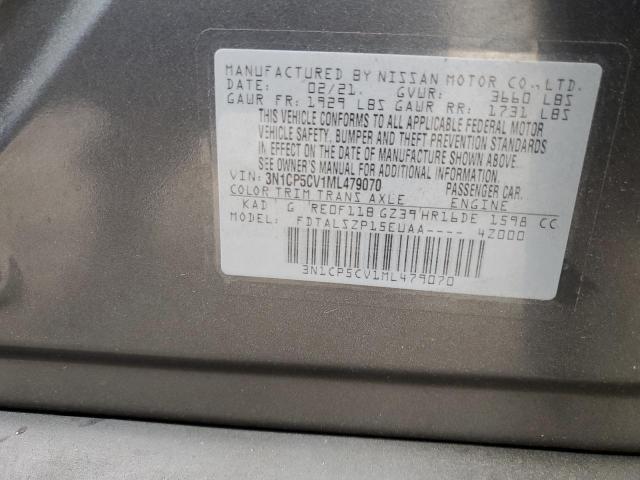 MANUFACTURED BY NISSAN MOTOR CO., LTD.
DATE: 02/21. GVWR: 3660 LBS
GAWR FR: 1929 LBS GAWR RR: 1731 LBS
THIS VEHICLE CONFORMS TO ALL APPLICABLE FEDERAL MOTOR
VEHICLE SAFETY, BUMPER AND THEFT PREVENTION STANDARDS
IN EFFECT ON THE DATE OF MANUFACTURE SHOWN ABOVE.
SEE OWNER'S MANUAL FOR ADDITIONAL INFORMATION.
VIN: 3N1CP5CV1ML479070 PASSENGER CAR.
COLOR TRIM TRANS AXLE ENGINE
KAD G RE0F11B GZ39 HR16DE 1598 CC
MODEL: FDTALSZP15EUAA---- 42000
3N1CP5CV1ML479070